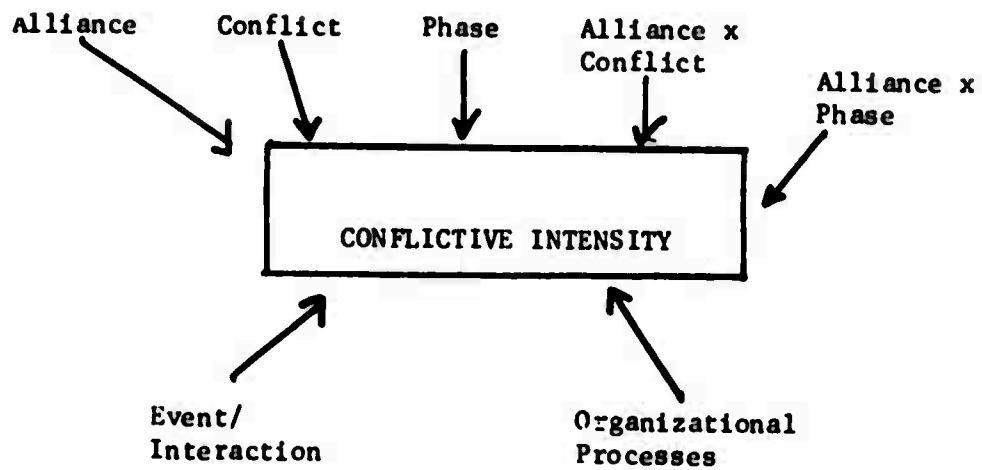 Alliance
Conflict
Phase
Alliance x
Conflict
Alliance x
Phase
CONFLICTIVE INTENSITY
Event/
Interaction
Organizational
Processes